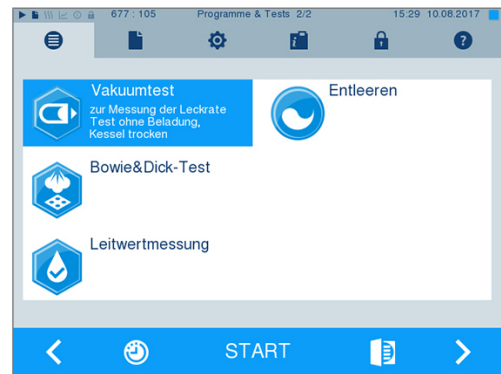 677 : 105 Programme & Tests 2/2 15:29 10.08.2017
Vakuumtest
zur Messung der Leckrate
Test ohne Beladung,
Kessel trocken
Entleeren
Bowie&Dick-Test
Leitwertmessung
START